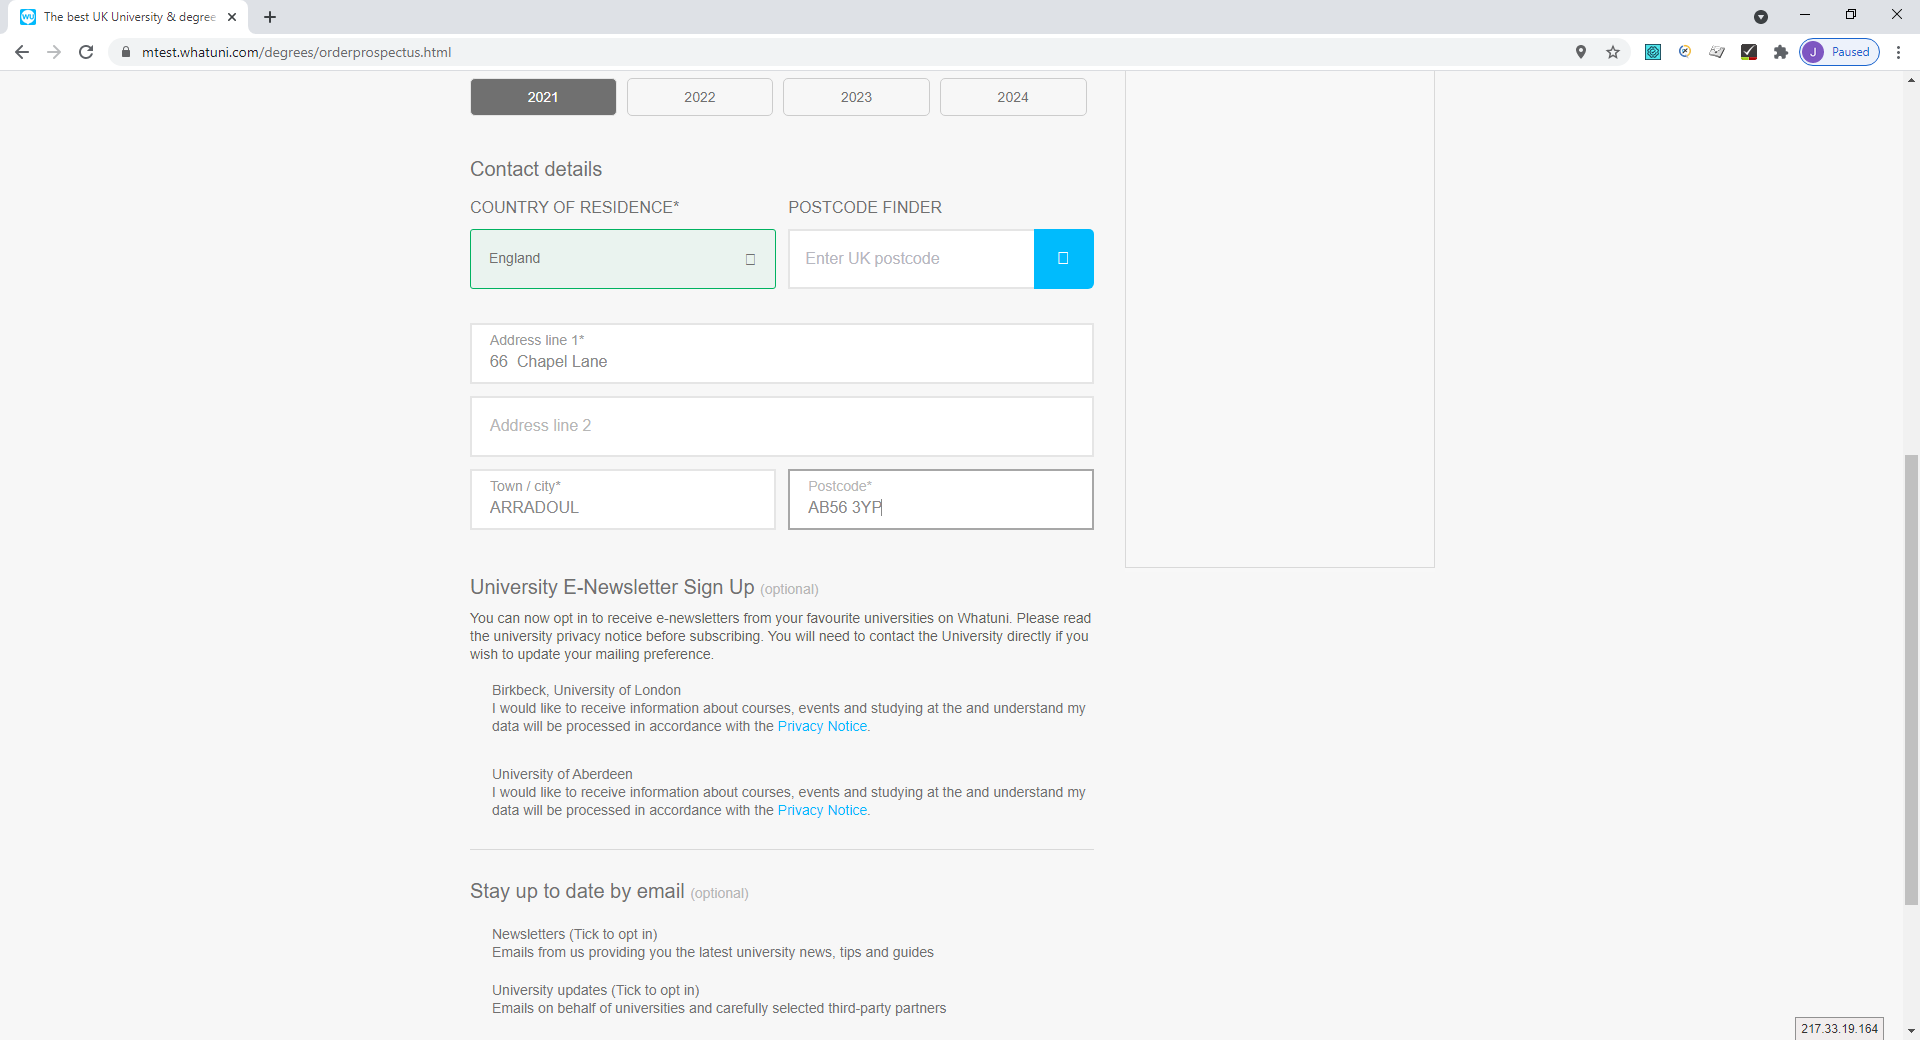 The best UK University & degree
mtest.whatuni.com/degrees/orderprospectus.html
J Paused
2021 2022 2023 2024
Contact details
COUNTRY OF RESIDENCE* POSTCODE FINDER
England Enter UK postcode
Address line 1*
66  Chapel Lane
Address line 2
Town / city* Postcode*
ARRADOUL AB56 3YP
University E-Newsletter Sign Up (optional)
You can now opt in to receive e-newsletters from your favourite universities on Whatuni. Please read
the university privacy notice before subscribing. You will need to contact the University directly if you
wish to update your mailing preference.
Birkbeck, University of London
I would like to receive information about courses, events and studying at the and understand my
data will be processed in accordance with the Privacy Notice.
University of Aberdeen
I would like to receive information about courses, events and studying at the and understand my
data will be processed in accordance with the Privacy Notice.
Stay up to date by email (optional)
Newsletters (Tick to opt in)
Emails from us providing you the latest university news, tips and guides
University updates (Tick to opt in)
Emails on behalf of universities and carefully selected third-party partners
217.33.19.164